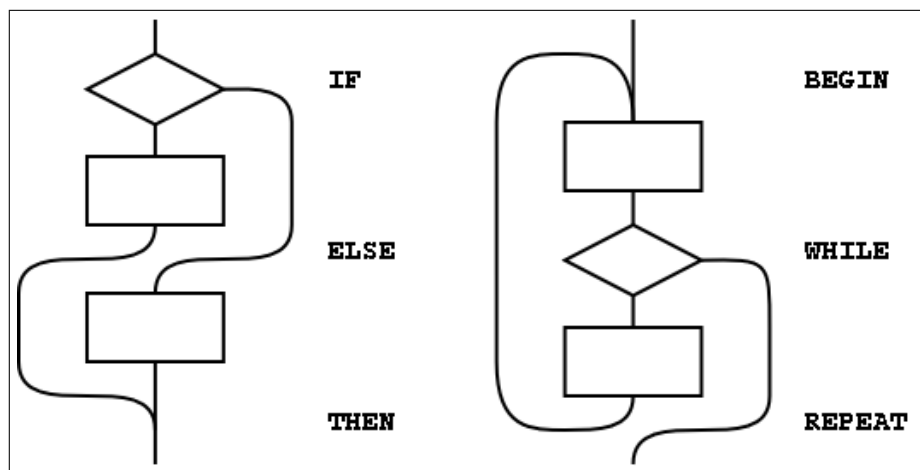 IF
ELSE
THEN
BEGIN
WHILE
REPEAT